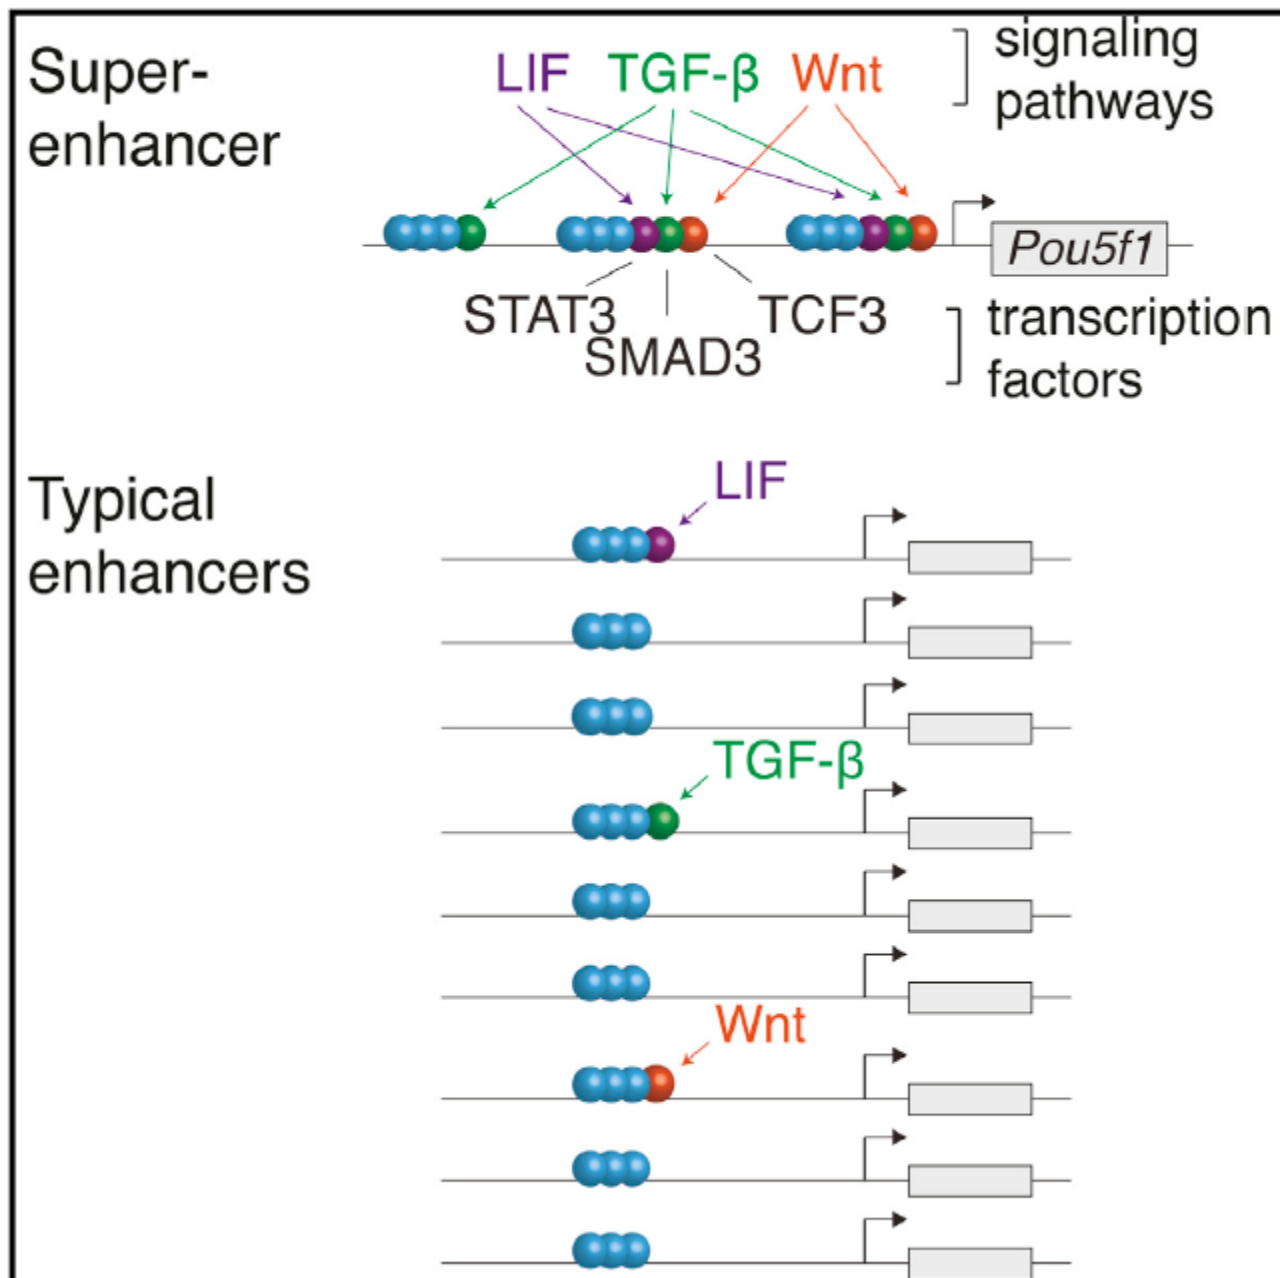 Super-
enhancer
LIF TGF-β Wnt
signaling
pathways
Pou5f1
STAT3
SMAD3
TCF3
transcription
factors
Typical
enhancers
LIF
TGF-β
Wnt